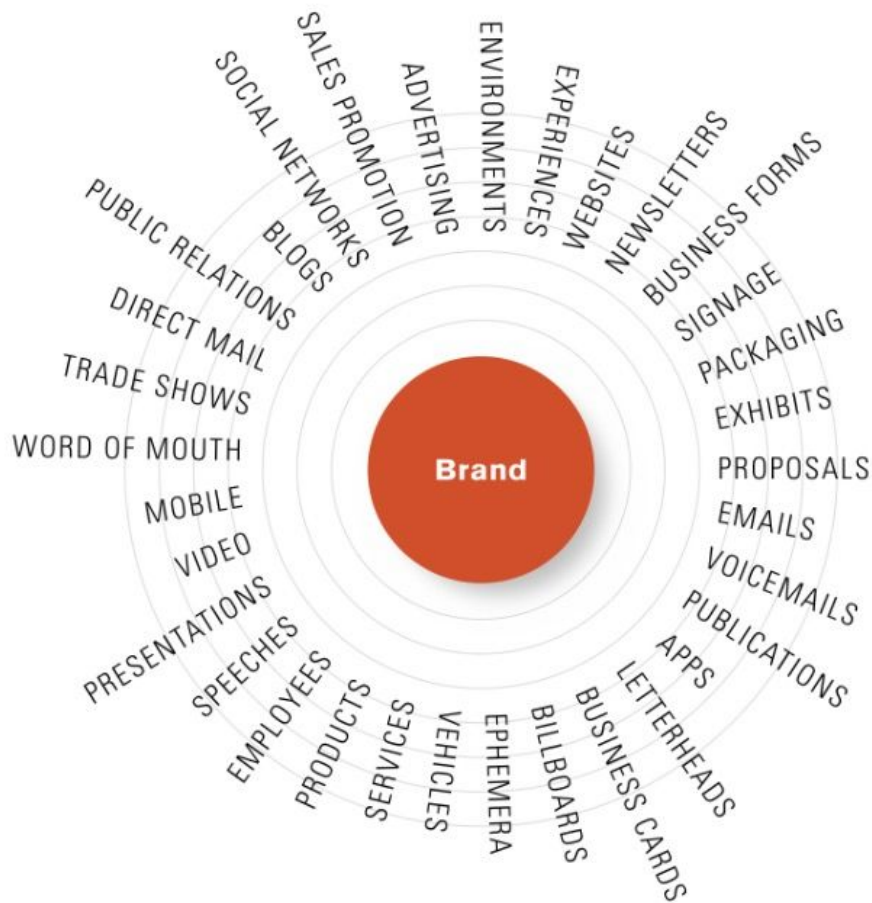 Brand
ENVIRONMENTS
EXPERIENCES
WEBSITES
NEWSLETTERS
BUSINESS FORMS
SIGNAGE
PACKAGING
EXHIBITS
PROPOSALS
EMAILS
VOICEMAILS
PUBLICATIONS
APPS
LETTERHEADS
BUSINESS CARDS
BILLBOARDS
EPHEMERA
VEHICLES
SERVICES
PRODUCTS
EMPLOYEES
SPEECHES
PRESENTATIONS
VIDEO
MOBILE
WORD OF MOUTH
TRADE SHOWS
DIRECT MAIL
PUBLIC RELATIONS
BLOGS
SOCIAL NETWORKS
SALES PROMOTION
ADVERTISING